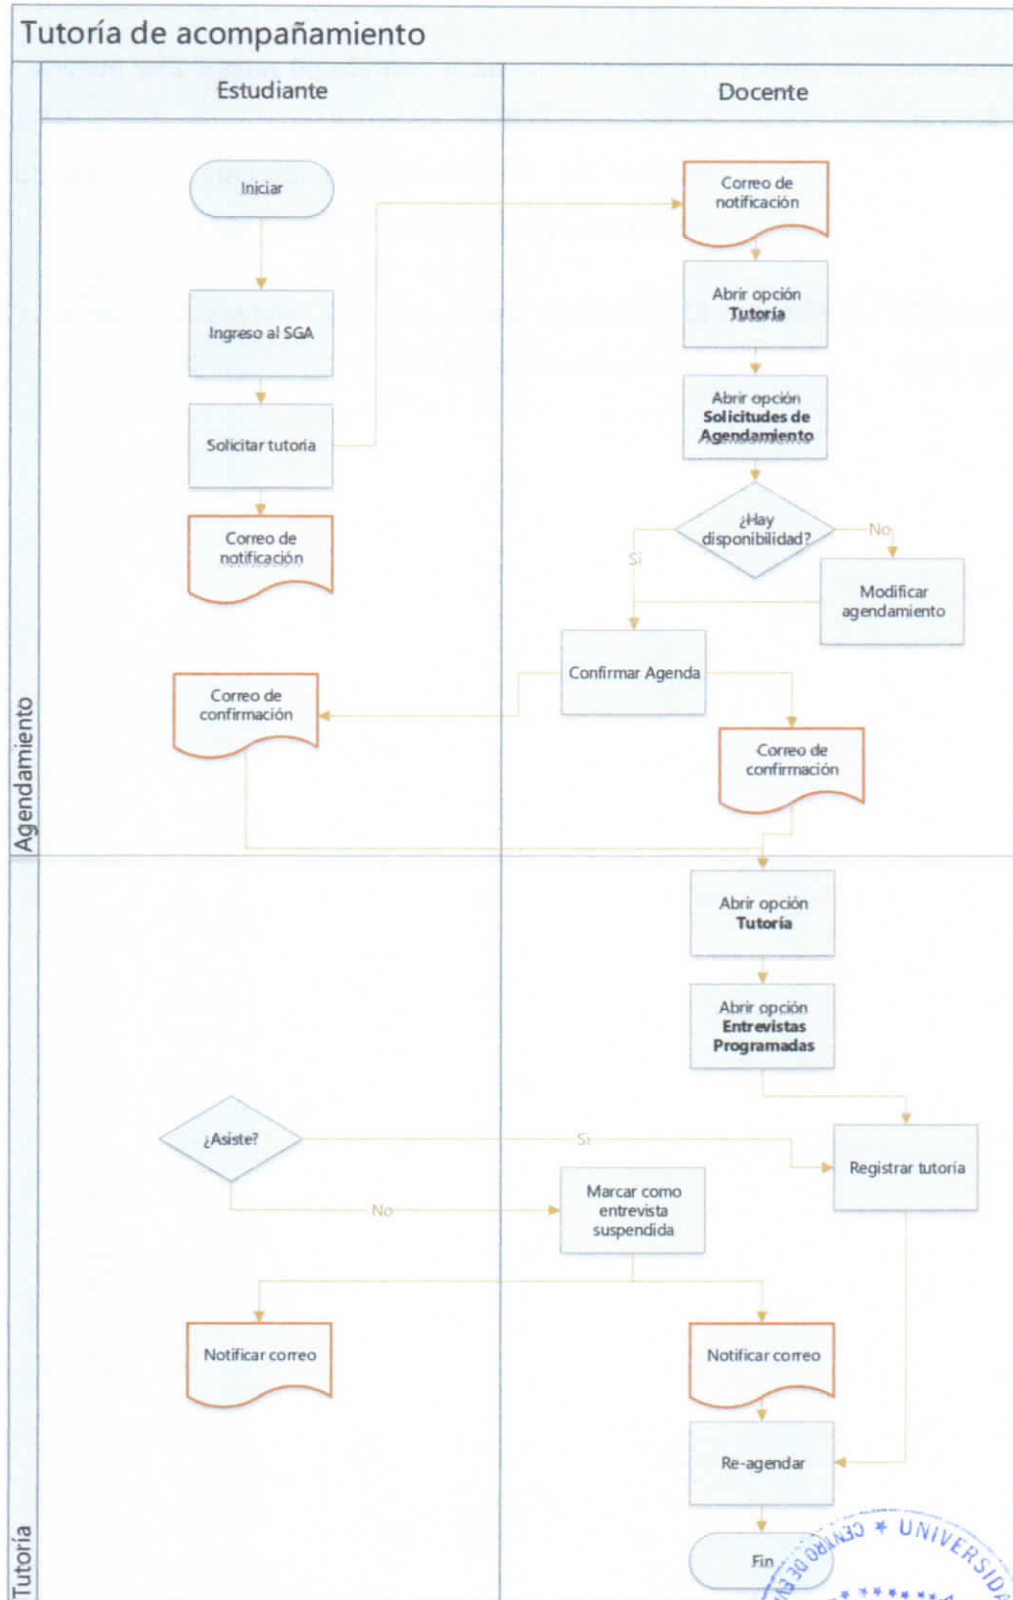 Tutoría de acompañamiento
Estudiante
Docente
Agendamiento
Iniciar
Ingreso al SGA
Solicitar tutoría
Correo de
notificación
Correo de
notificación
Abrir opción
Tutoría
Abrir opción
Solicitudes de
Agendamiento
¿Hay
disponibilidad?
Si
No
Modificar
agendamiento
Confirmar Agenda
Correo de
confirmación
Correo de
confirmación
Tutoría
Abrir opción
Tutoría
Abrir opción
Entrevistas
Programadas
¿Asiste?
Si
Registrar tutoría
No
Marcar como
entrevista
suspendida
Notificar correo
Notificar correo
Re-agendar
Fin
CENTRO DE